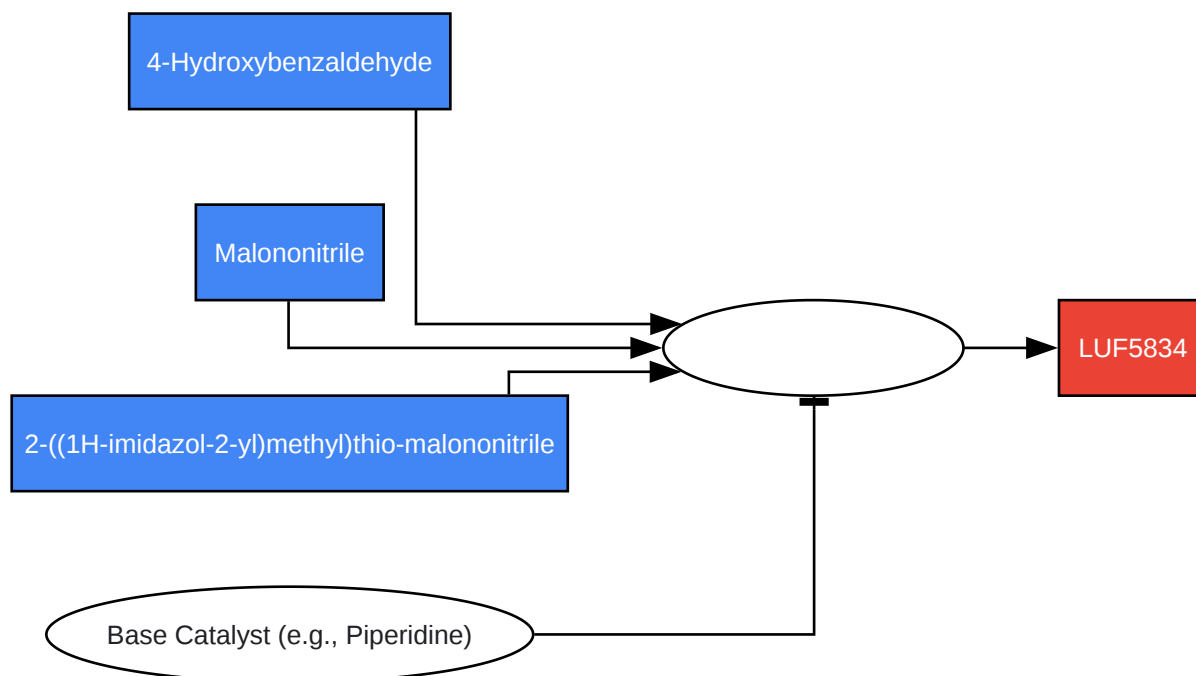 4-Hydroxybenzaldehyde
Malononitrile
LUF5834
2-((1H-imidazol-2-yl)methyl)thio-malononitrile
Base Catalyst (e.g., Piperidine)